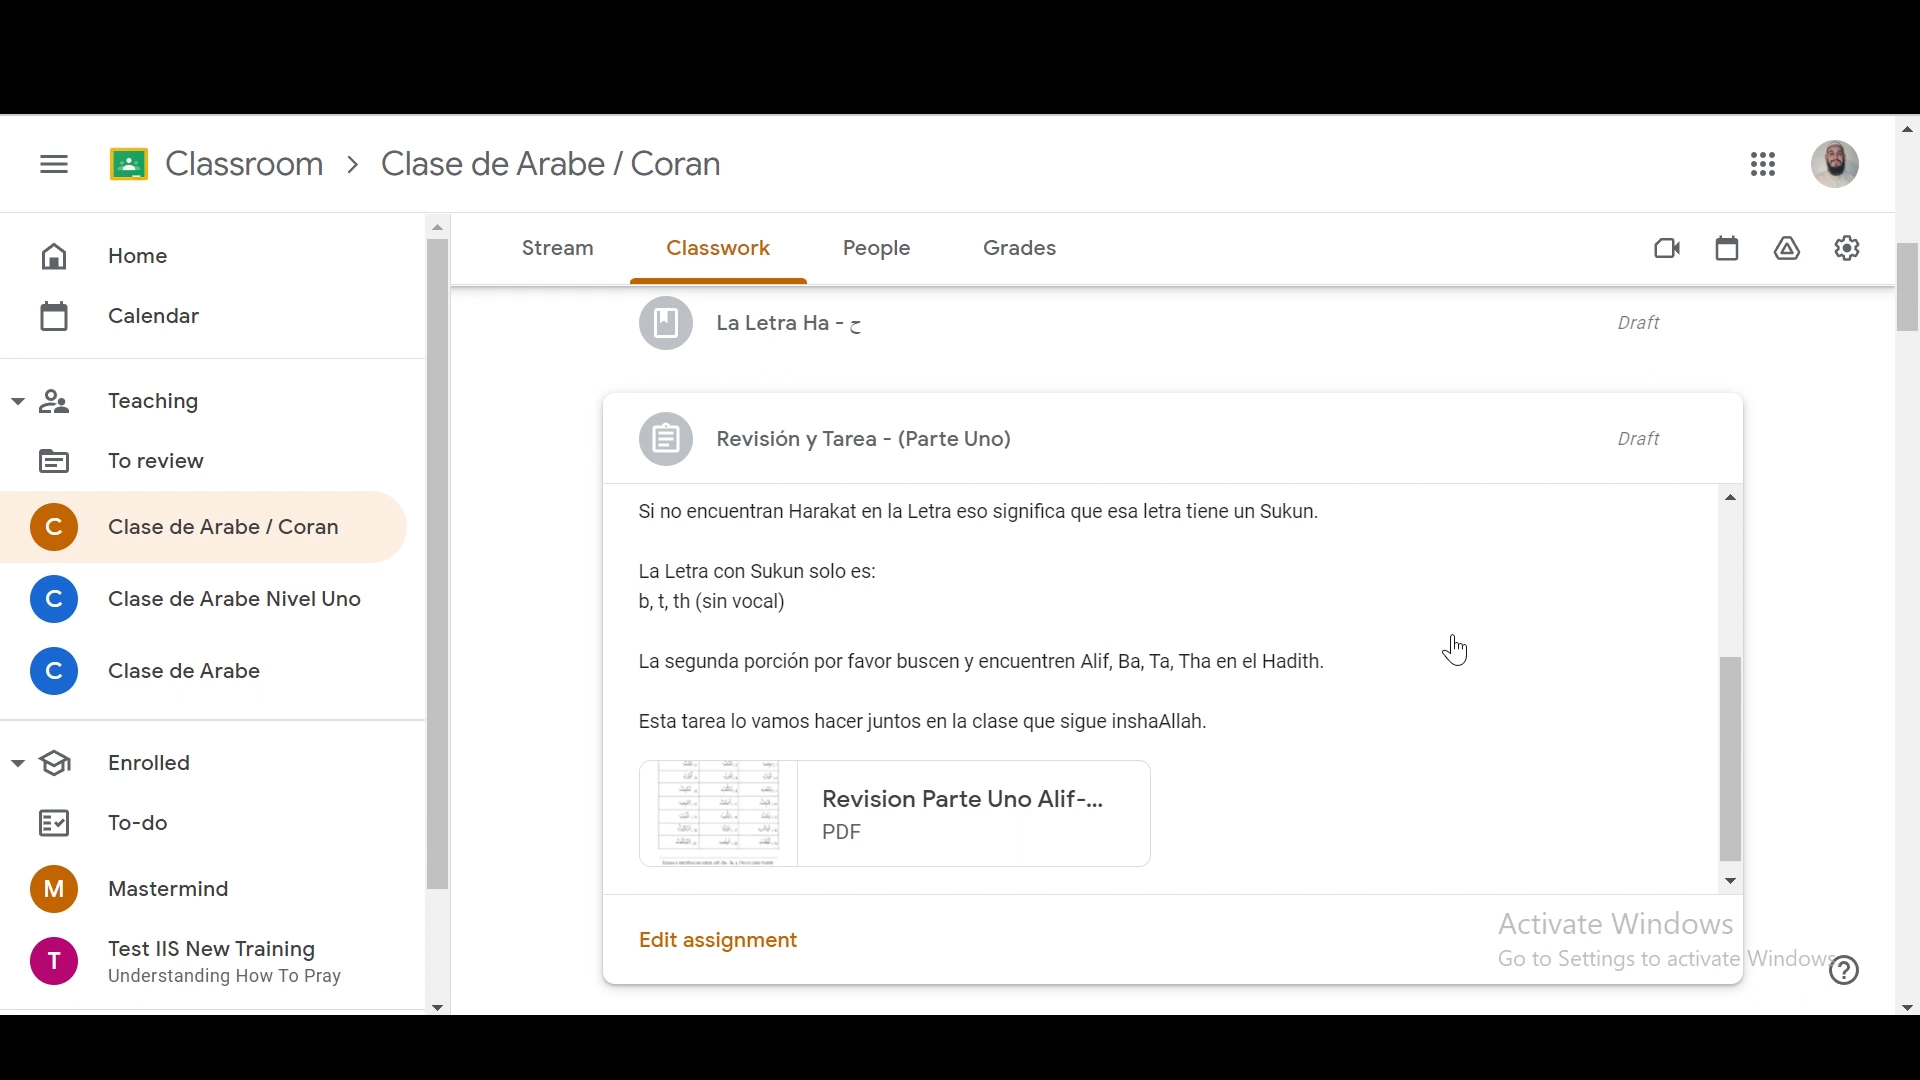 Classroom > Clase de Arabe / Coran
Home
Calendar
Teaching
To review
C Clase de Arabe / Coran
C Clase de Arabe Nivel Uno
C Clase de Arabe
Enrolled
To-do
M Mastermind
T Test IIS New Training
Understanding How To Pray
Stream Classwork People Grades
La Letra Ha - ح Draft
Revisión y Tarea - (Parte Uno) Draft
Si no encuentran Harakat en la Letra eso significa que esa letra tiene un Sukun.
La Letra con Sukun solo es:
b, t, th (sin vocal)
La segunda porción por favor buscen y encuentren Alif, Ba, Ta, Tha en el Hadith.
Esta tarea lo vamos hacer juntos en la clase que sigue inshaAllah.
Revision Parte Uno Alif-...
PDF
Edit assignment
Activate Windows
Go to Settings to activate Windows.